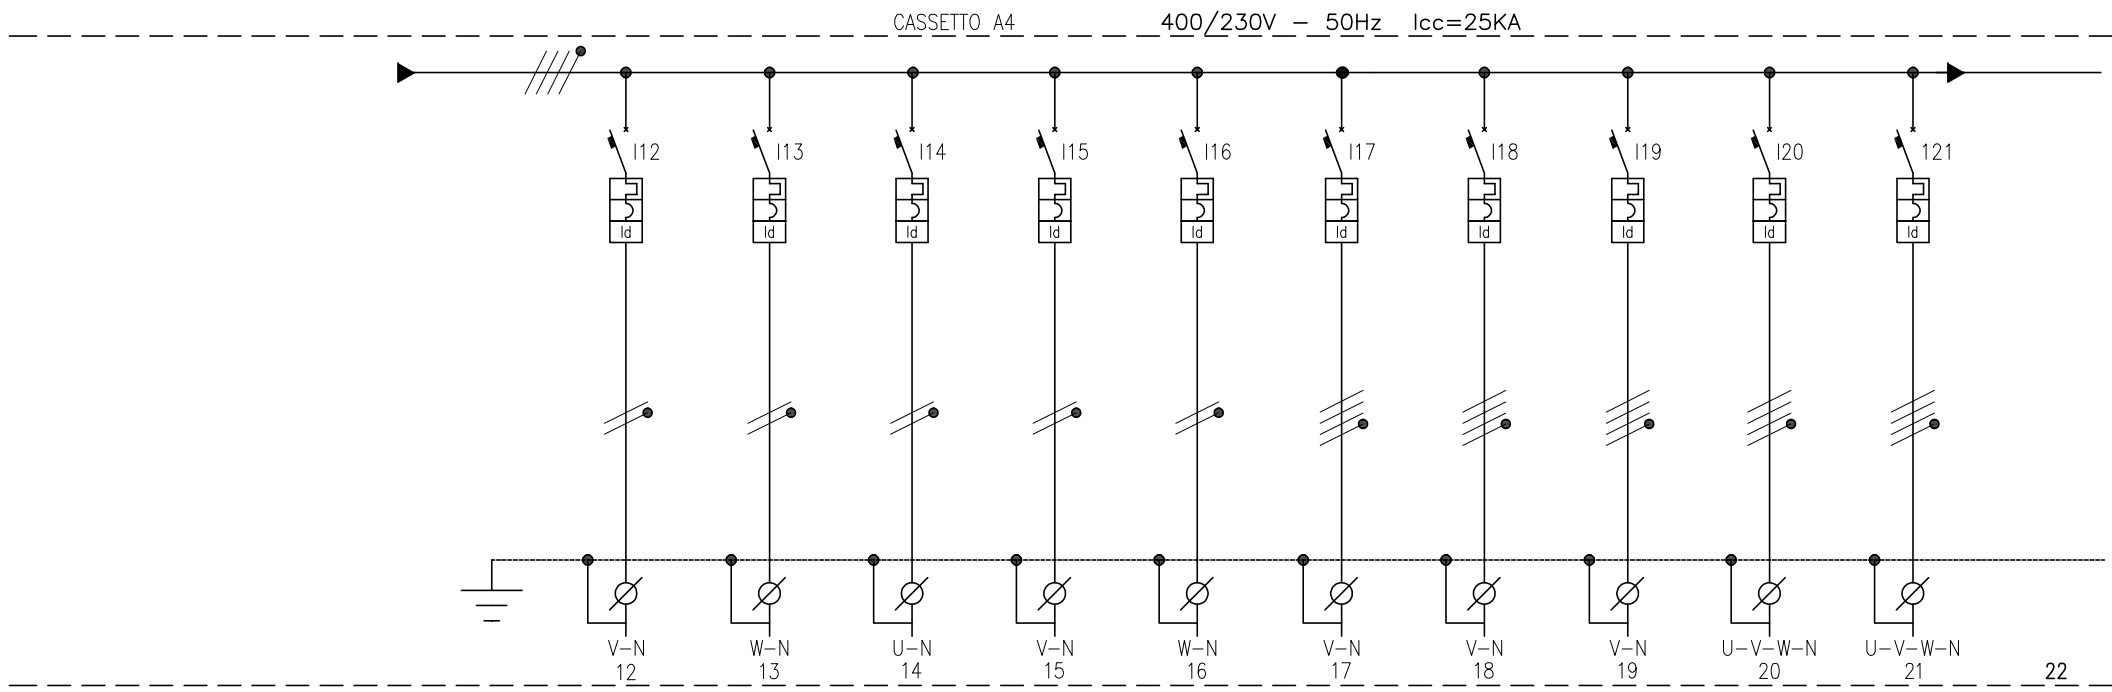 CASSETTO A4 400/230V – 50Hz Icc=25KA
I12 I13 I14 I15 I16 I17 I18 I19 I20 121
Id Id Id Id Id Id Id Id Id Id
V-N W-N U-N V-N W-N V-N V-N V-N U-V-W-N U-V-W-N
12 13 14 15 16 17 18 19 20 21 22